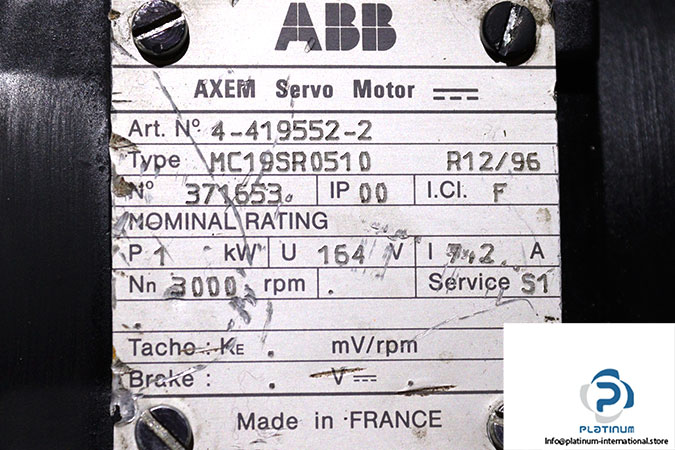 ABB
AXEM Servo Motor
Art. N° 4-419552-2
Type MC19SR0510 R12/96
N° 371653 IP 00 I.Cl. F
NOMINAL RATING
P 1 kW U 164 V I 7.2 A
Nn 3000 rpm Service S1
Tacho : KE mV/rpm
Brake : V
Made in FRANCE
PLATINUM
Info@platinum-international.store